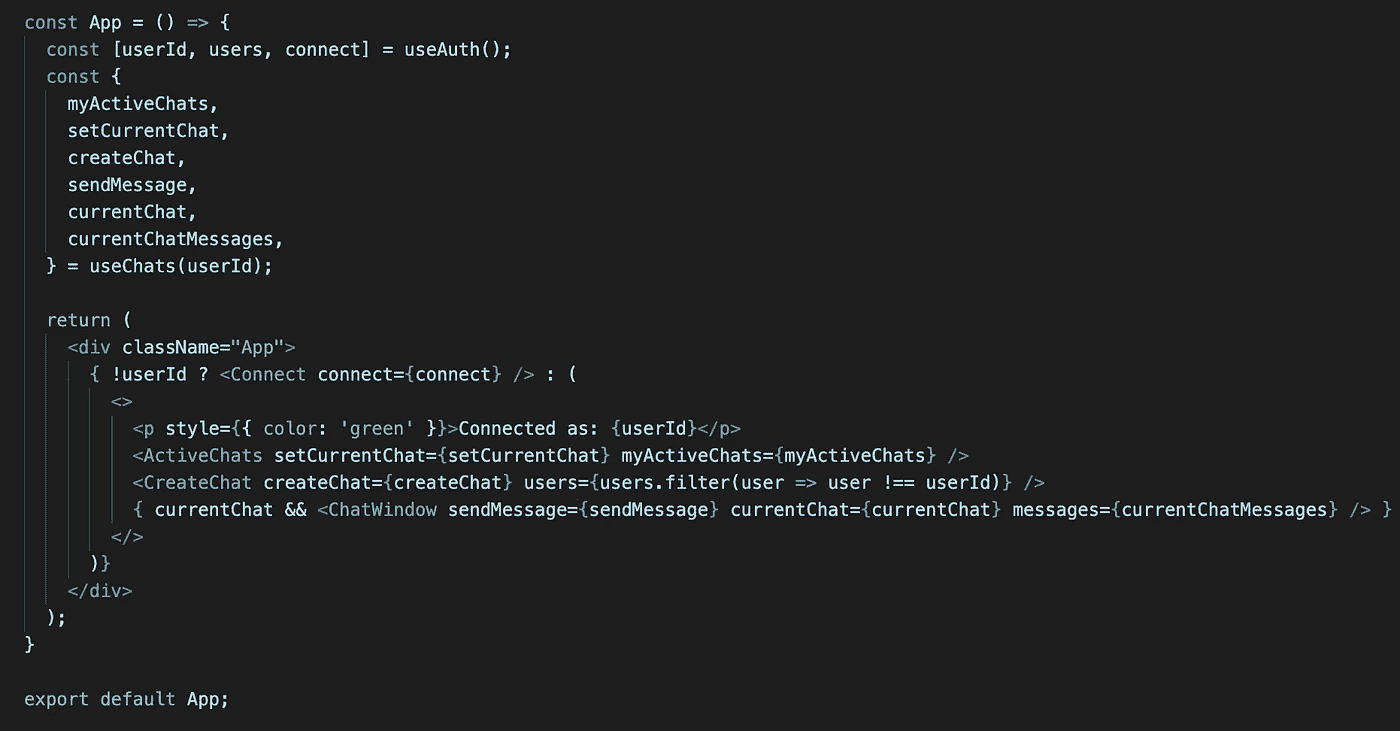 const App = () => {
  const [userId, users, connect] = useAuth();
  const {
    myActiveChats,
    setCurrentChat,
    createChat,
    sendMessage,
    currentChat,
    currentChatMessages,
  } = useChats(userId);

  return (
    <div className="App">
      { !userId ? <Connect connect={connect} /> : (
        <>
          <p style={{ color: 'green' }}>Connected as: {userId}</p>
          <ActiveChats setCurrentChat={setCurrentChat} myActiveChats={myActiveChats} />
          <CreateChat createChat={createChat} users={users.filter(user => user !== userId)} />
          { currentChat && <ChatWindow sendMessage={sendMessage} currentChat={currentChat} messages={currentChatMessages} /> }
        </>
      )}
    </div>
  );
}

export default App;